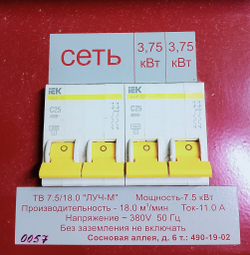 сеть
3,75 кВт
3,75 кВт
IEK
IEK
C25
C25
ТВ 7.5/18.0 "ЛУЧ-М" Мощность-7.5 кВт
Производительность - 18.0 м³/мин Ток-11.0 А
Напряжение ~ 380V 50 Гц
Без заземления не включать
0057 Сосновая аллея, д. 6 т.: 490-19-02